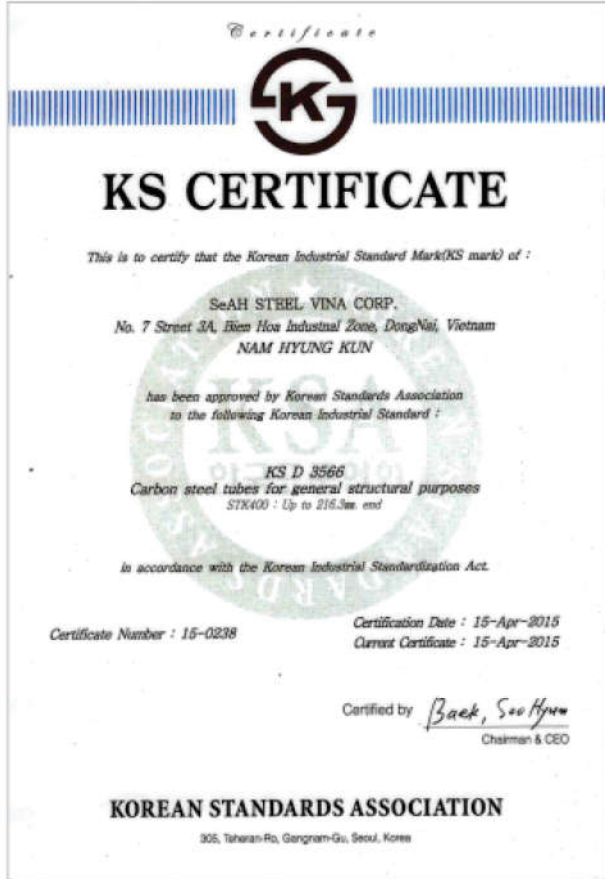 Certificate
KS
KS CERTIFICATE
This is to certify that the Korean Industrial Standard Mark(KS mark) of :
SeAH STEEL VINA CORP.
No. 7 Street 3A, Bien Hoa Industrial Zone, DongNai, Vietnam
NAM HYUNG KUN
has been approved by Korean Standards Association
to the following Korean Industrial Standard :
KSA
KS D 3566
Carbon steel tubes for general structural purposes
STK400 : Up to 216.3㎜. end
in accordance with the Korean Industrial Standardization Act.
Certificate Number : 15-0238
Certification Date : 15-Apr-2015
Current Certificate : 15-Apr-2015
Certified by Baek, Soo Hyun
Chairman & CEO
KOREAN STANDARDS ASSOCIATION
305, Teheran-Ro, Gangnam-Gu, Seoul, Korea